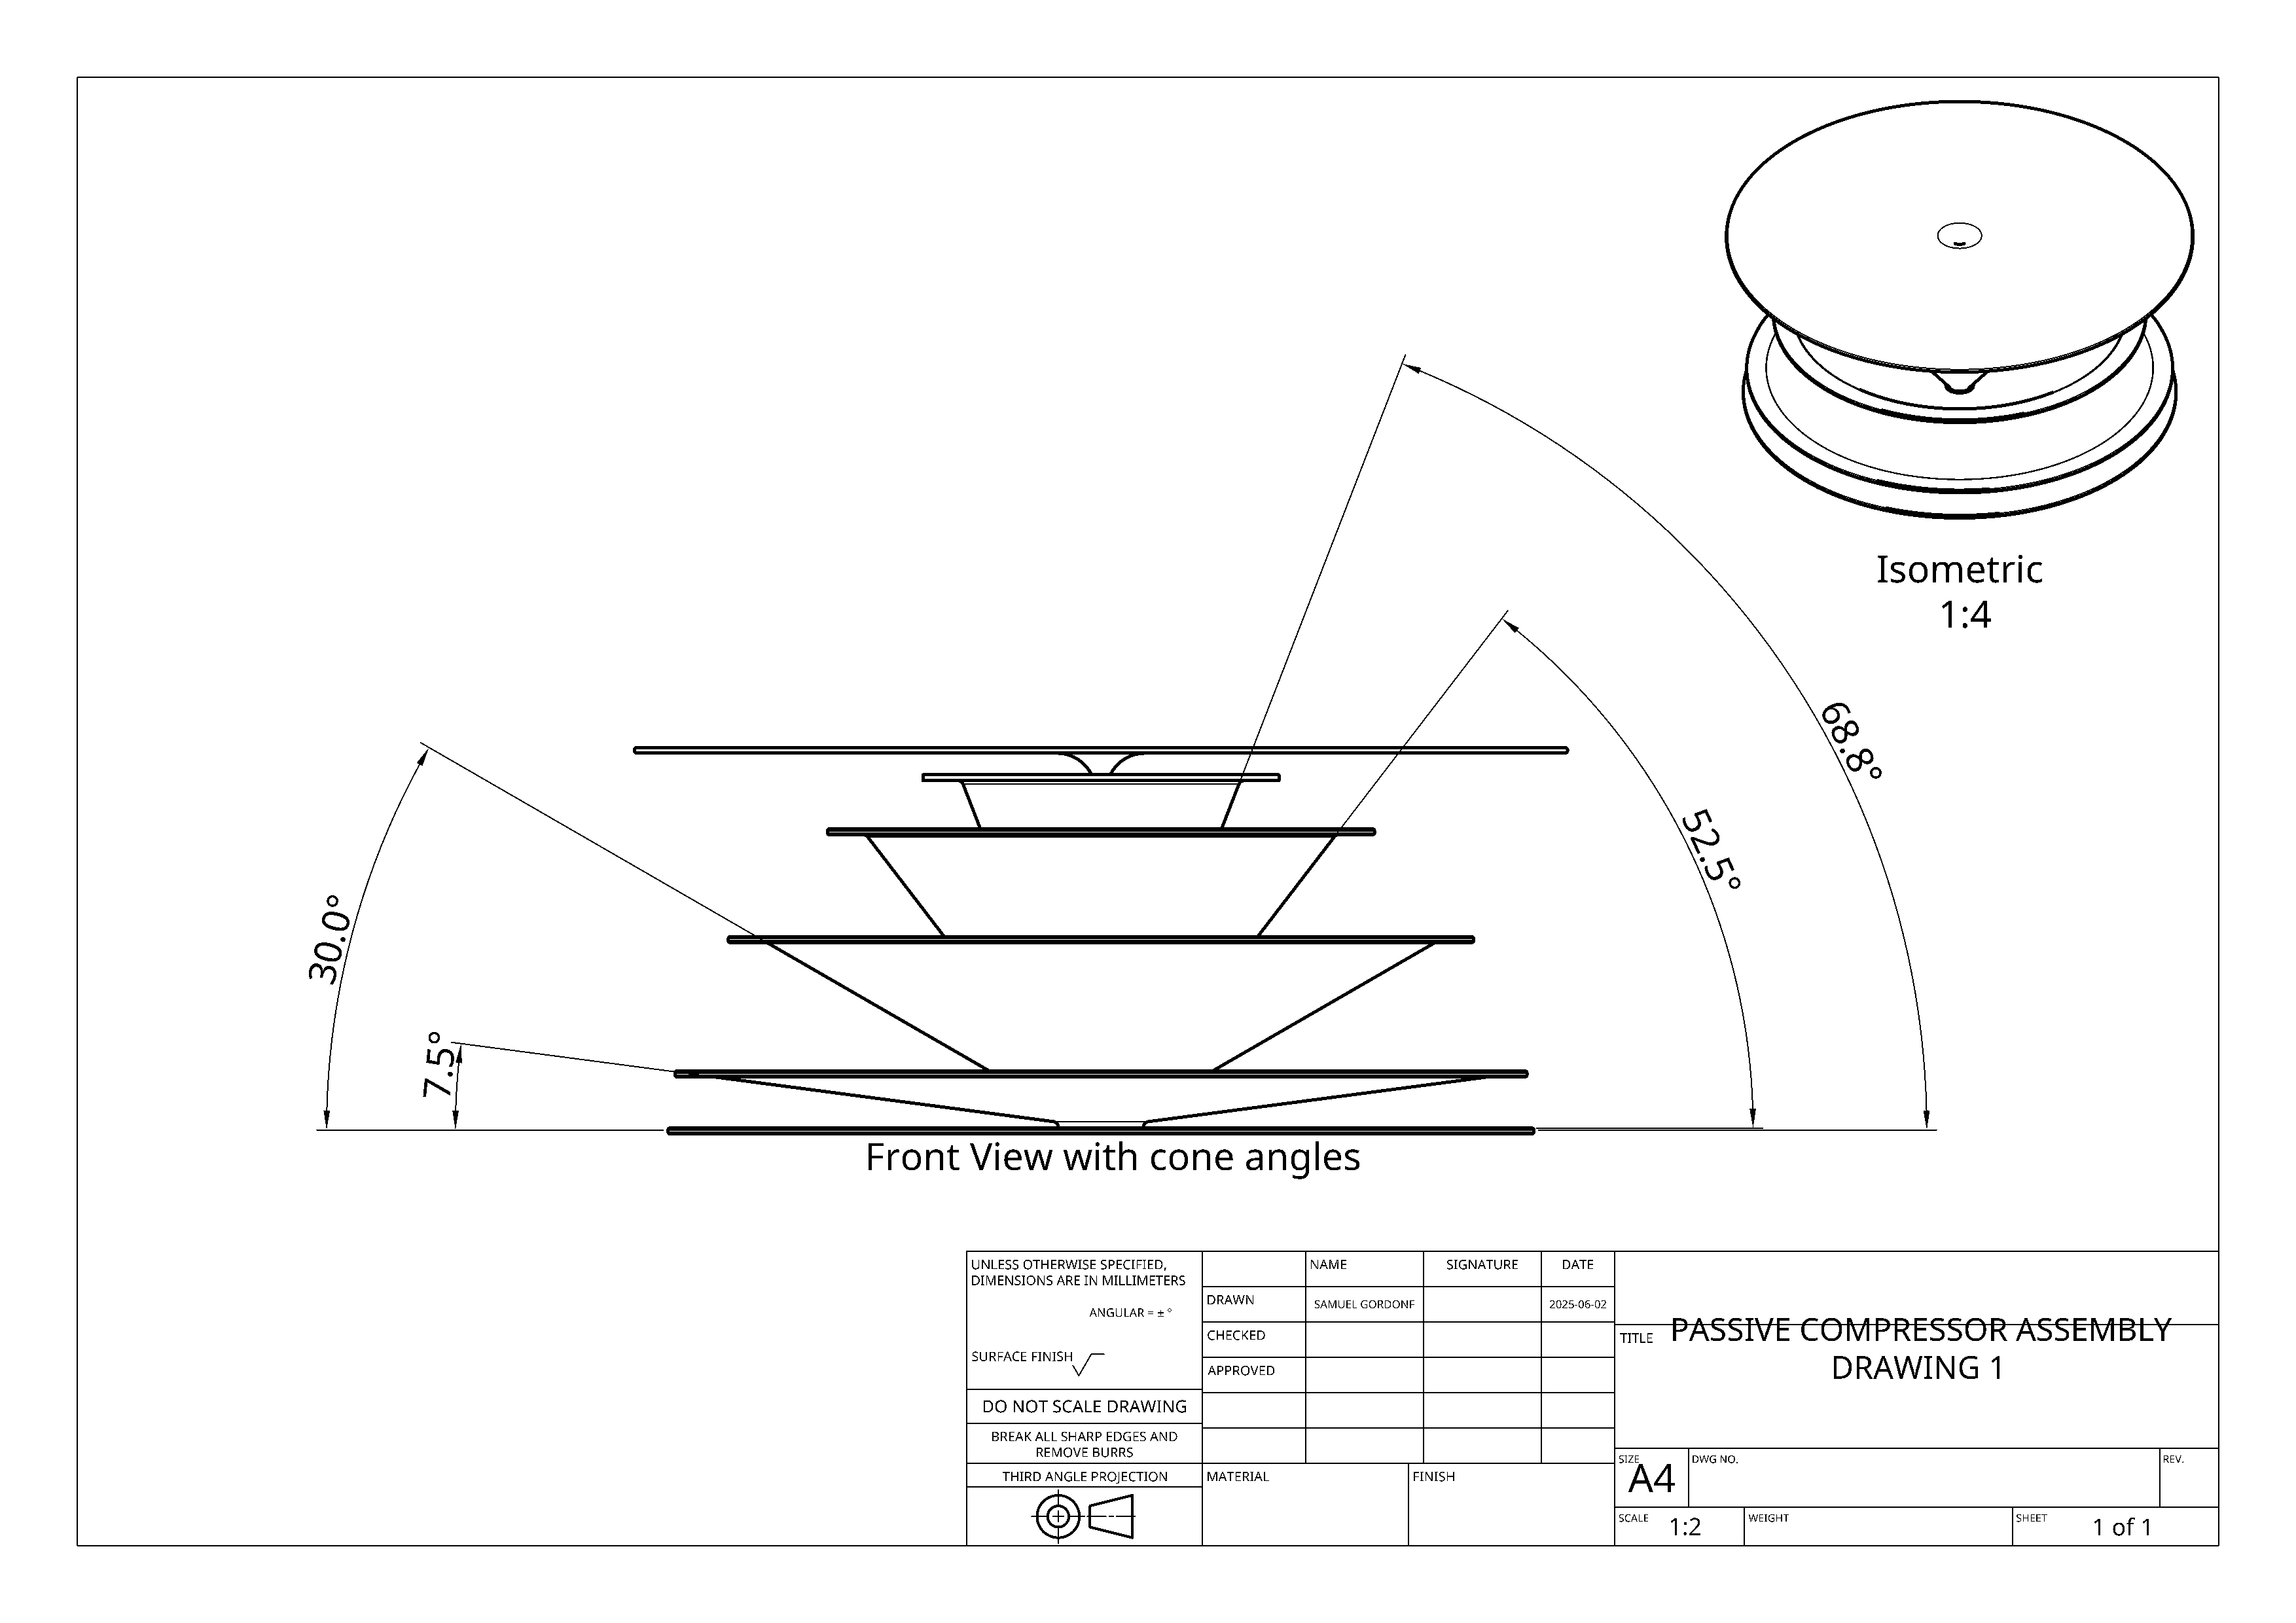 Isometric
1:4
68.8°
52.5°
30.0°
7.5°
Front View with cone angles
UNLESS OTHERWISE SPECIFIED,
DIMENSIONS ARE IN MILLIMETERS
ANGULAR = ± °
SURFACE FINISH
DO NOT SCALE DRAWING
BREAK ALL SHARP EDGES AND
REMOVE BURRS
THIRD ANGLE PROJECTION
NAME
SIGNATURE
DATE
DRAWN
SAMUEL GORDONF
2025-06-02
CHECKED
APPROVED
MATERIAL
FINISH
TITLE
PASSIVE COMPRESSOR ASSEMBLY
DRAWING 1
SIZE
A4
DWG NO.
REV.
SCALE
1:2
WEIGHT
SHEET
1 of 1